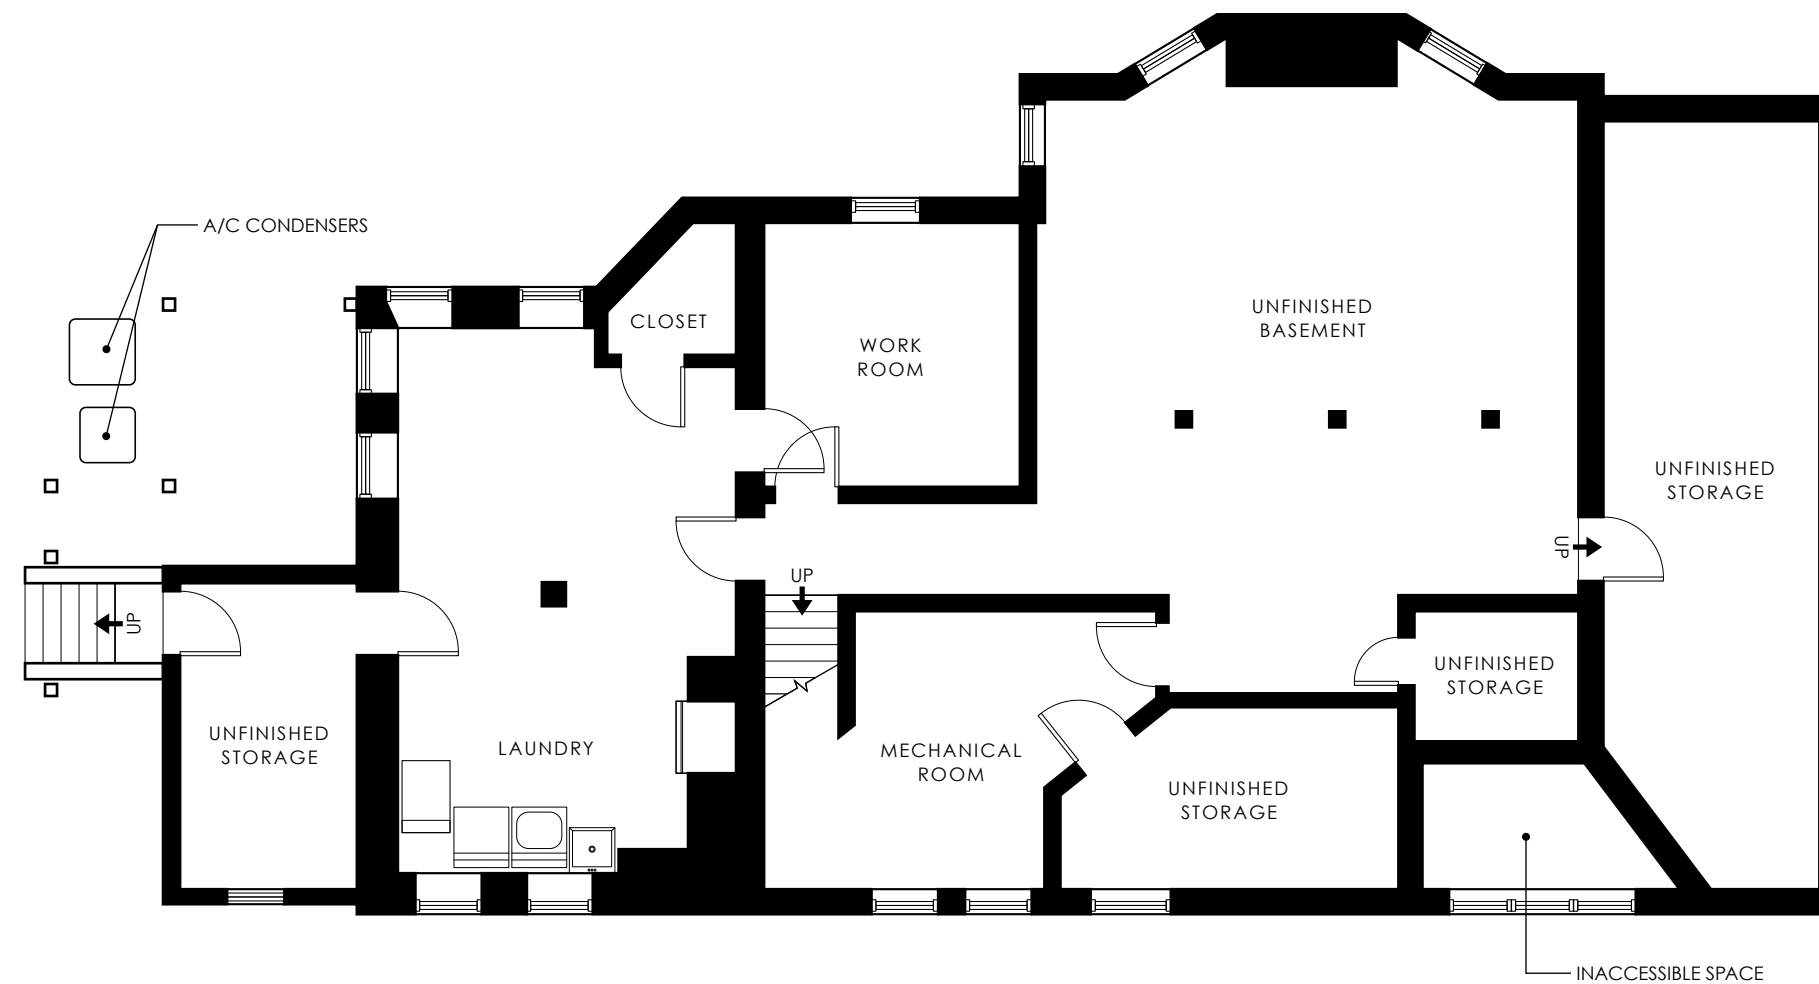 A/C CONDENSERS
CLOSET
WORK
ROOM
UNFINISHED
BASEMENT
UNFINISHED
STORAGE
UP
UP
UP
UNFINISHED
STORAGE
UNFINISHED
STORAGE
LAUNDRY
MECHANICAL
ROOM
UNFINISHED
STORAGE
INACCESSIBLE SPACE